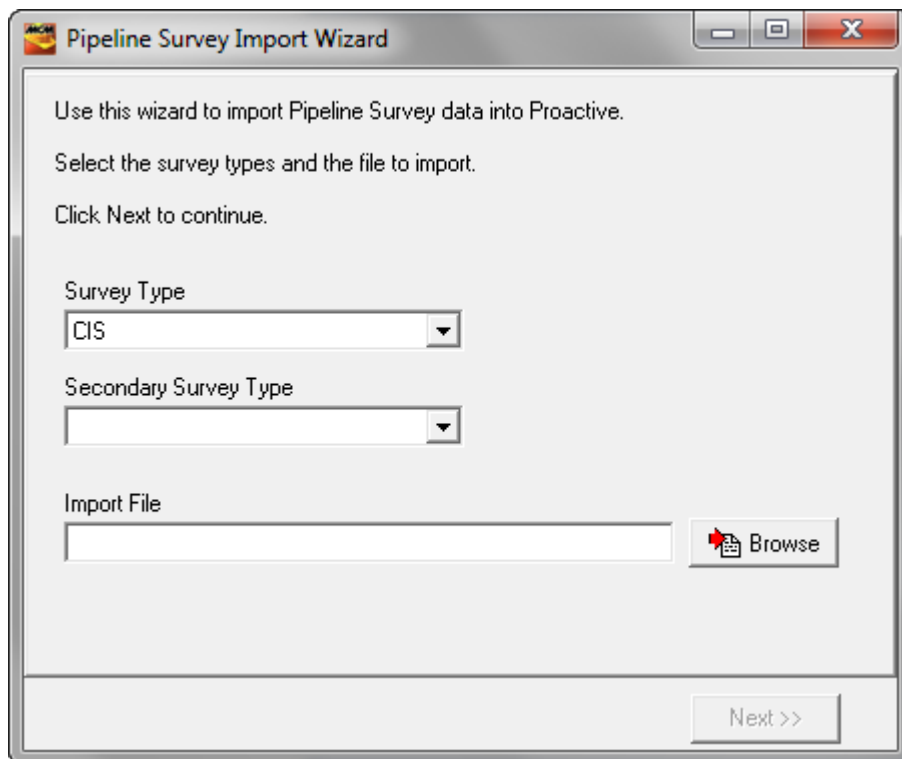 MCM
Pipeline Survey Import Wizard
Use this wizard to import Pipeline Survey data into Proactive.
Select the survey types and the file to import.
Click Next to continue.
Survey Type
CIS
Secondary Survey Type
Import File
Browse
Next >>